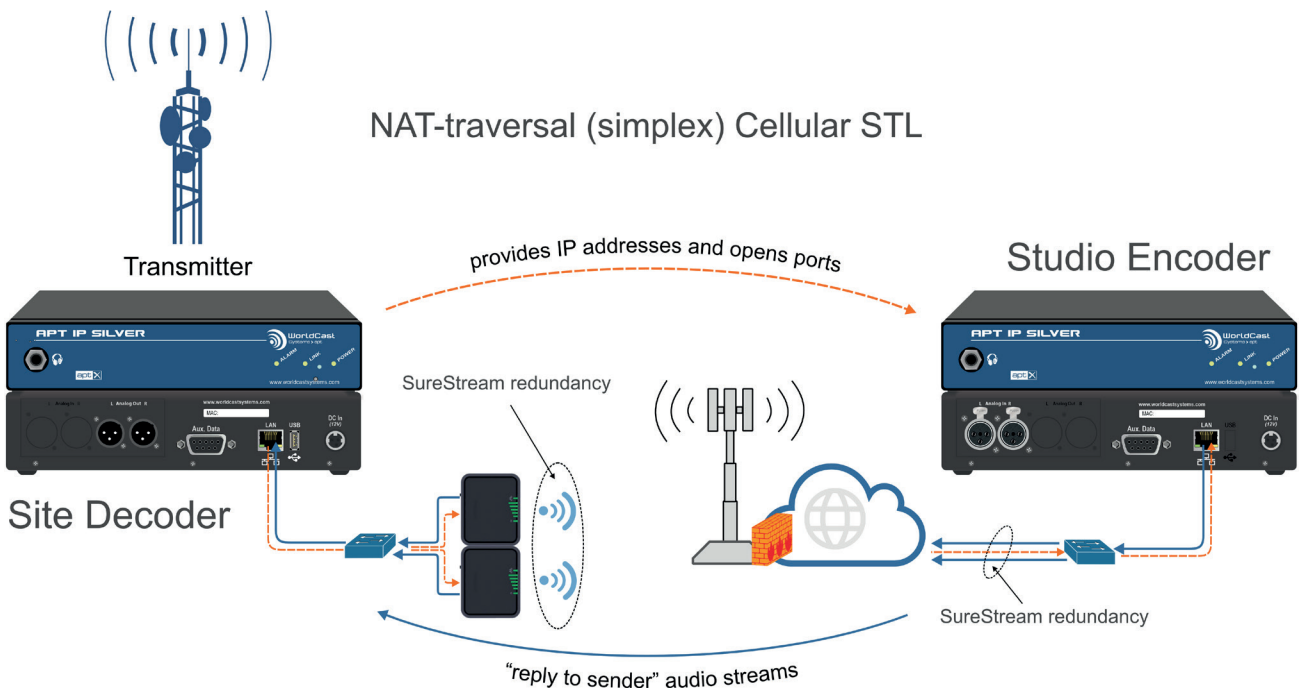 NAT-traversal (simplex) Cellular STL
Transmitter
provides IP addresses and opens ports
Studio Encoder
APT IP SILVER
WorldCast
Systems
apt
ALARM
LINK
POWER
aptX
www.worldcastsystems.com
L Analog Out R
www.worldcastsystems.com
MAC:
Aux. Data
LAN
USB
DC In
(12V)
Site Decoder
SureStream redundancy
APT IP SILVER
WorldCast
Systems
apt
ALARM
LINK
POWER
aptX
www.worldcastsystems.com
L Analog In R
www.worldcastsystems.com
MAC:
Aux. Data
LAN
USB
DC In
(12V)
SureStream redundancy
“reply to sender” audio streams